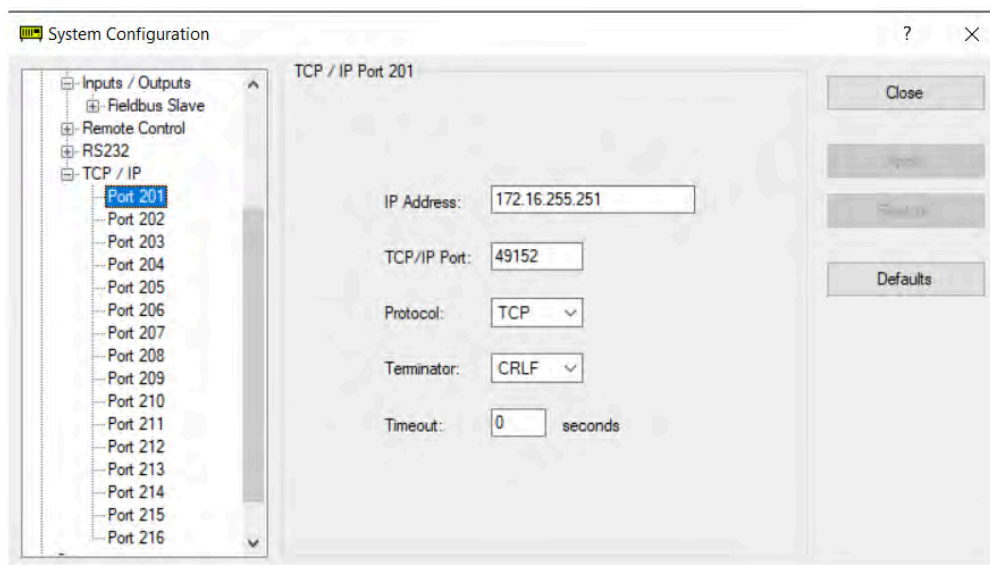 System Configuration
?
Inputs / Outputs
Fieldbus Slave
Remote Control
RS232
TCP / IP
Port 201
Port 202
Port 203
Port 204
Port 205
Port 206
Port 207
Port 208
Port 209
Port 210
Port 211
Port 212
Port 213
Port 214
Port 215
Port 216
TCP / IP Port 201
IP Address: 172.16.255.251
TCP/IP Port: 49152
Protocol: TCP
Terminator: CRLF
Timeout: 0 seconds
Close
Defaults